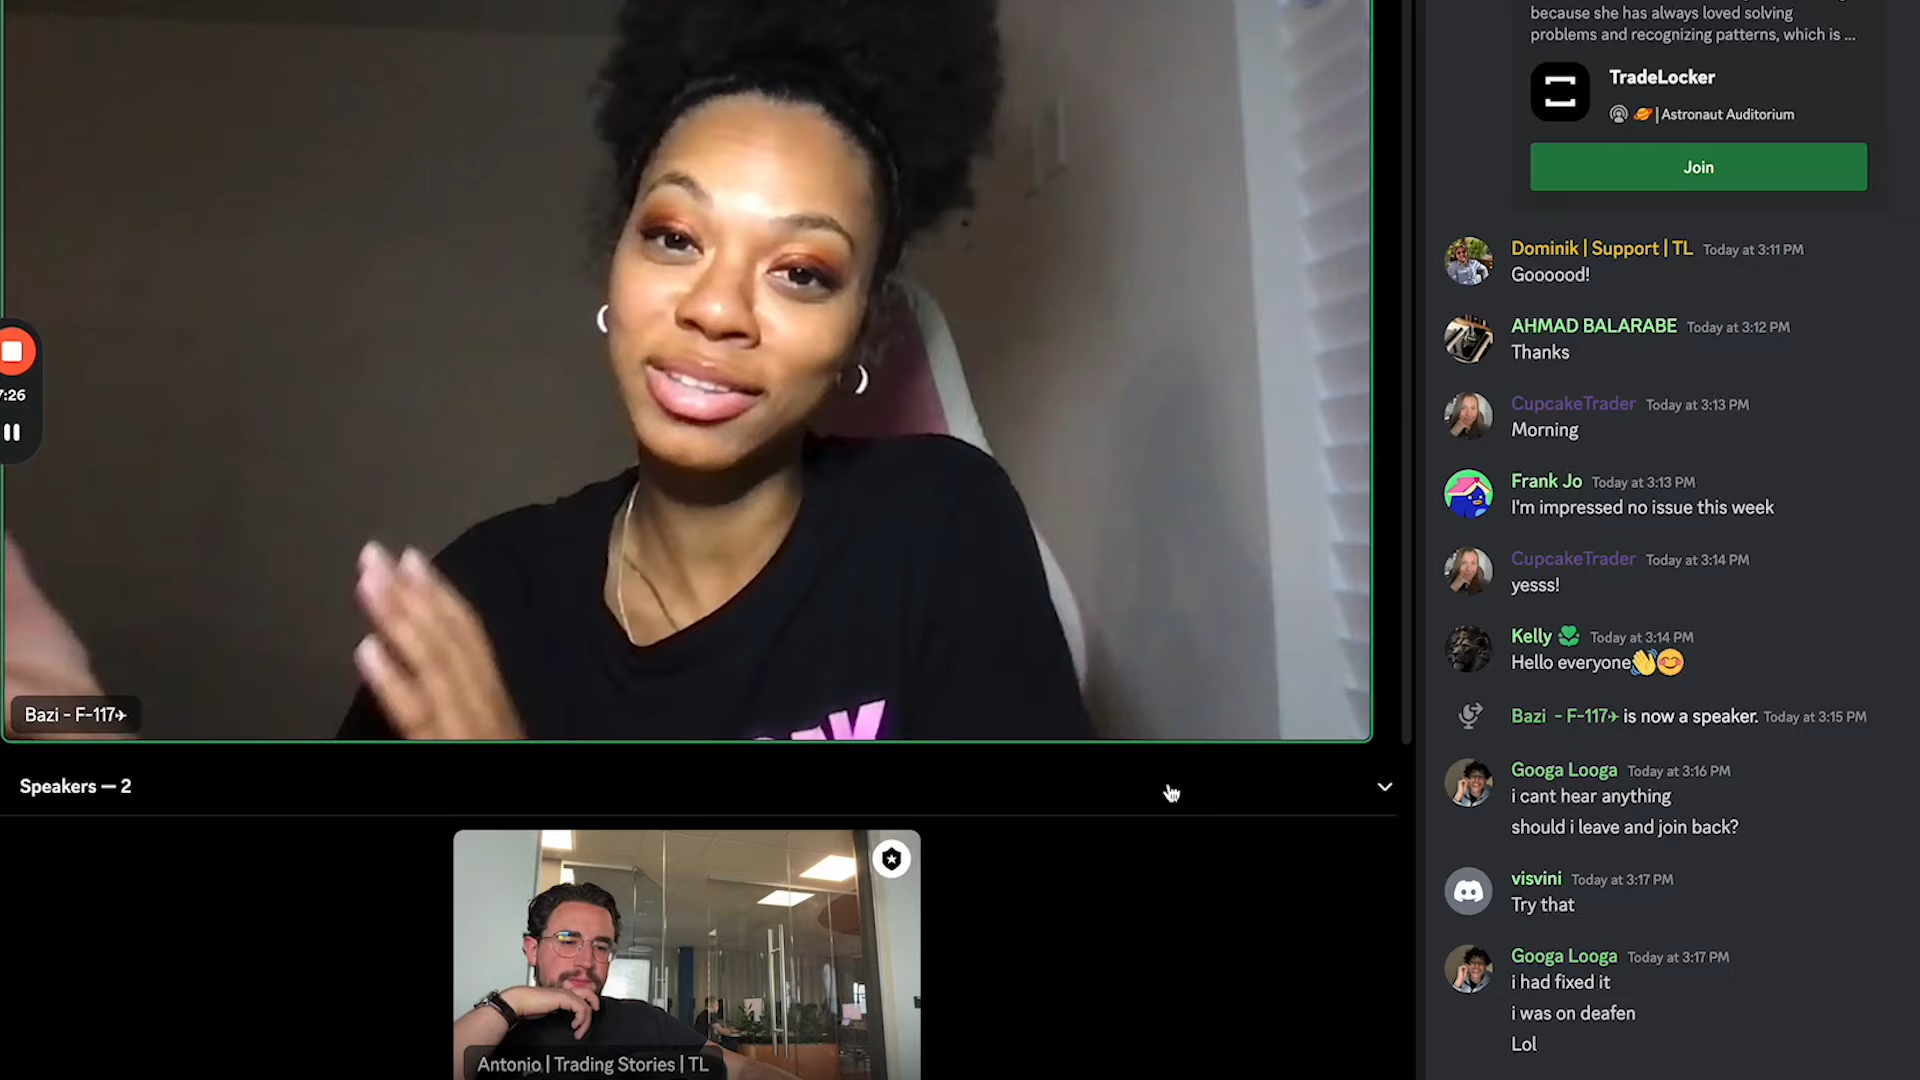 because she has always loved solving
problems and recognizing patterns, which is ...
TradeLocker
| Astronaut Auditorium
Join
Dominik | Support | TL Today at 3:11 PM
Goooood!
AHMAD BALARABE Today at 3:12 PM
Thanks
CupcakeTrader Today at 3:13 PM
Morning
Frank Jo Today at 3:13 PM
I'm impressed no issue this week
CupcakeTrader Today at 3:14 PM
yesss!
Kelly Today at 3:14 PM
Hello everyone👋😊
Bazi - F-117✈ is now a speaker. Today at 3:15 PM
Googa Looga Today at 3:16 PM
i cant hear anything
should i leave and join back?
visvini Today at 3:17 PM
Try that
Googa Looga Today at 3:17 PM
i had fixed it
i was on deafen
Lol
7:26
Bazi - F-117✈
Speakers — 2
Antonio | Trading Stories | TL